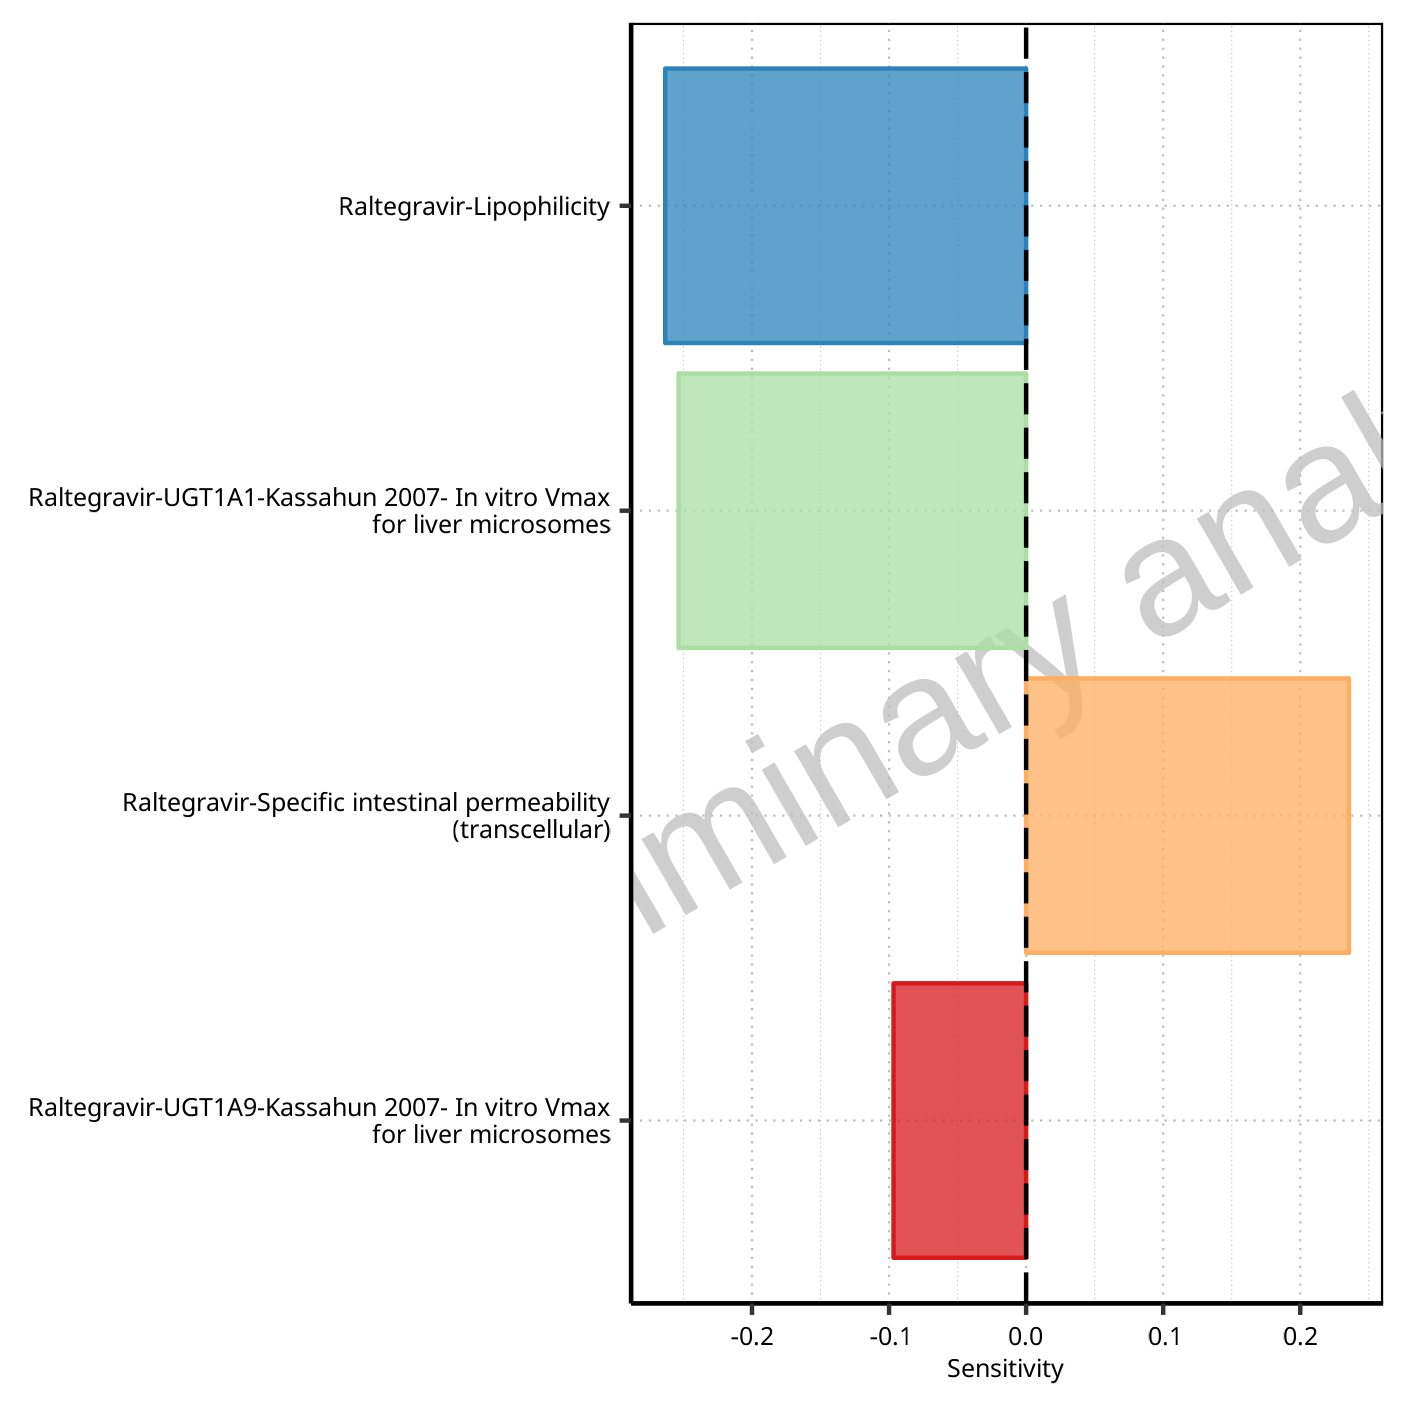 Raltegravir-Lipophilicity
Raltegravir-UGT1A1-Kassahun 2007- In vitro Vmax
for liver microsomes
Raltegravir-Specific intestinal permeability
(transcellular)
Raltegravir-UGT1A9-Kassahun 2007- In vitro Vmax
for liver microsomes
minary anal
-0.2 -0.1 0.0 0.1 0.2
Sensitivity